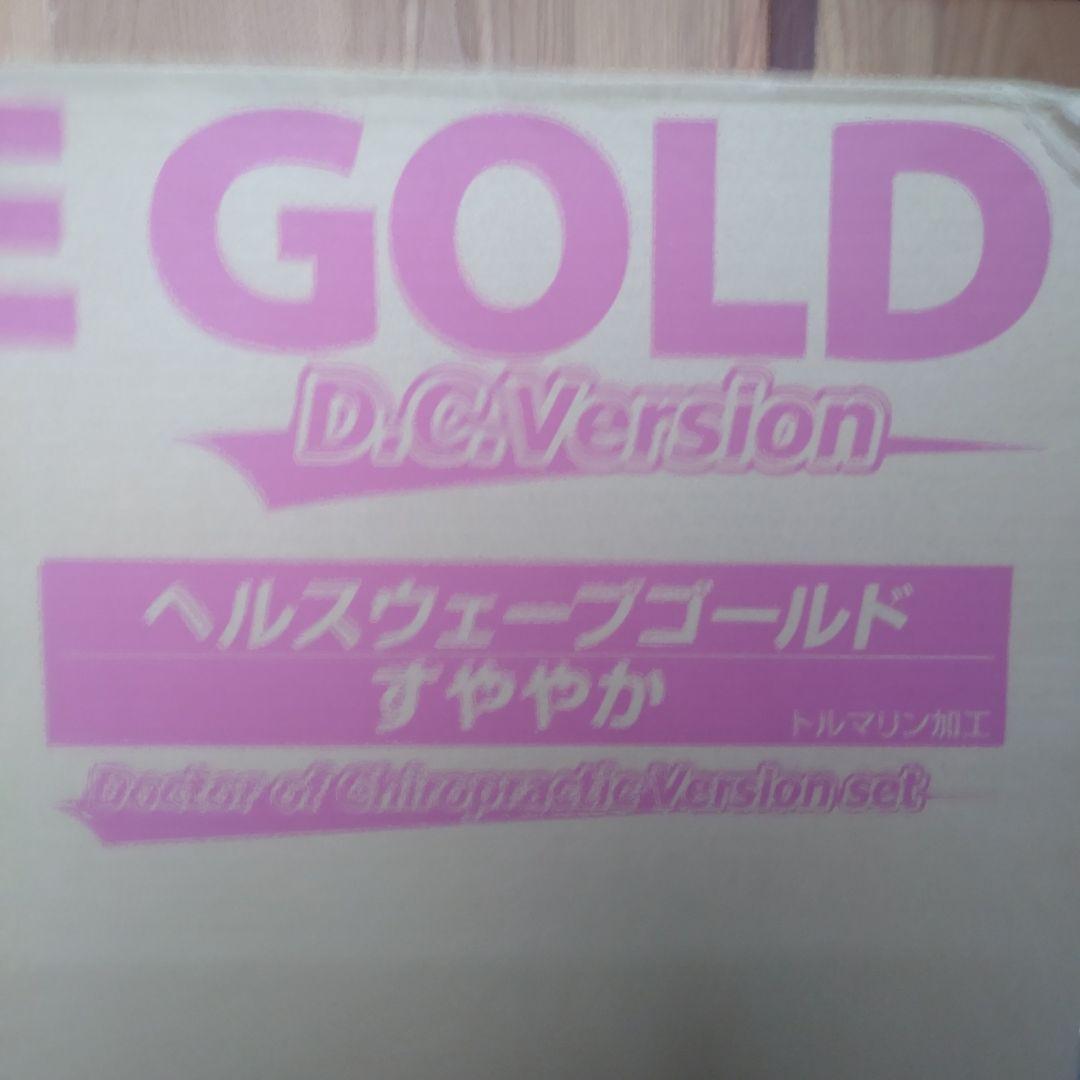 E GOLD
D.C.Version
ヘルスウェーブゴールド
すややか
トルマリン加工
Doctor of Chiropractic Version set